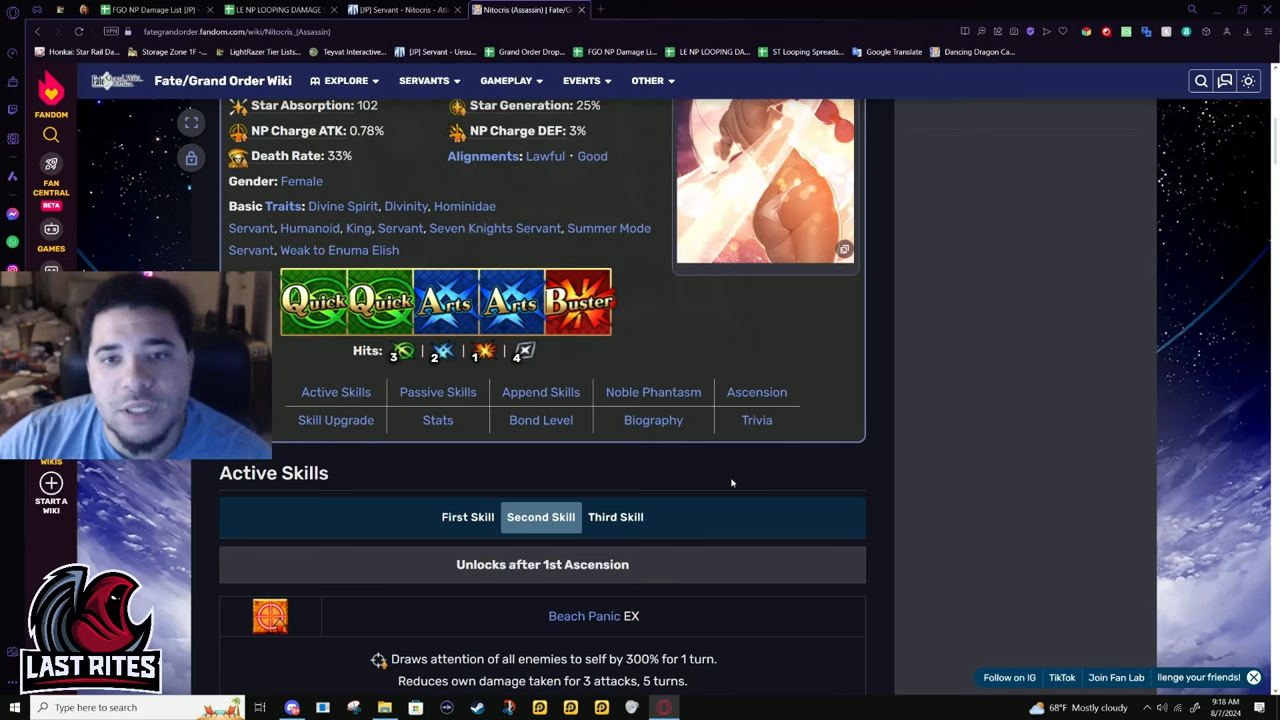 FGO NP Damage List [JP] -
LE NP LOOPING DAMAGE
[JP] Servant - Nitocris - Atl
Nitocris (Assassin) | Fate/G
VPN
fategrandorder.fandom.com/wiki/Nitocris_(Assassin)
Honkai: Star Rail Da...
Storage Zone 1F -...
LightRazer Tier Lists...
Teyvat Interactive...
[JP] Servant - Uesu...
Grand Order Drop...
FGO NP Damage Li...
LE NP LOOPING DA...
ST Looping Spreads...
Google Translate
Dancing Dragon Ca...
Fate/Grand Order Wiki
EXPLORE
SERVANTS
GAMEPLAY
EVENTS
OTHER
FANDOM
FAN CENTRAL
BETA
GAMES
WIKIS
START A WIKI
Star Absorption: 102
Star Generation: 25%
NP Charge ATK: 0.78%
NP Charge DEF: 3%
Death Rate: 33%
Alignments: Lawful · Good
Gender: Female
Basic Traits: Divine Spirit, Divinity, Hominidae
Servant, Humanoid, King, Servant, Seven Knights Servant, Summer Mode
Servant, Weak to Enuma Elish
Quick Quick Arts Arts Buster
Hits: 3 | 2 | 1 | 4
Active Skills
Passive Skills
Append Skills
Noble Phantasm
Ascension
Skill Upgrade
Stats
Bond Level
Biography
Trivia
Active Skills
First Skill
Second Skill
Third Skill
Unlocks after 1st Ascension
Beach Panic EX
Draws attention of all enemies to self by 300% for 1 turn.
Reduces own damage taken for 3 attacks, 5 turns.
LAST RITES
Follow on IG
TikTok
Join Fan Lab
llenge your friends!
Type here to search
68°F Mostly cloudy
9:18 AM
8/7/2024